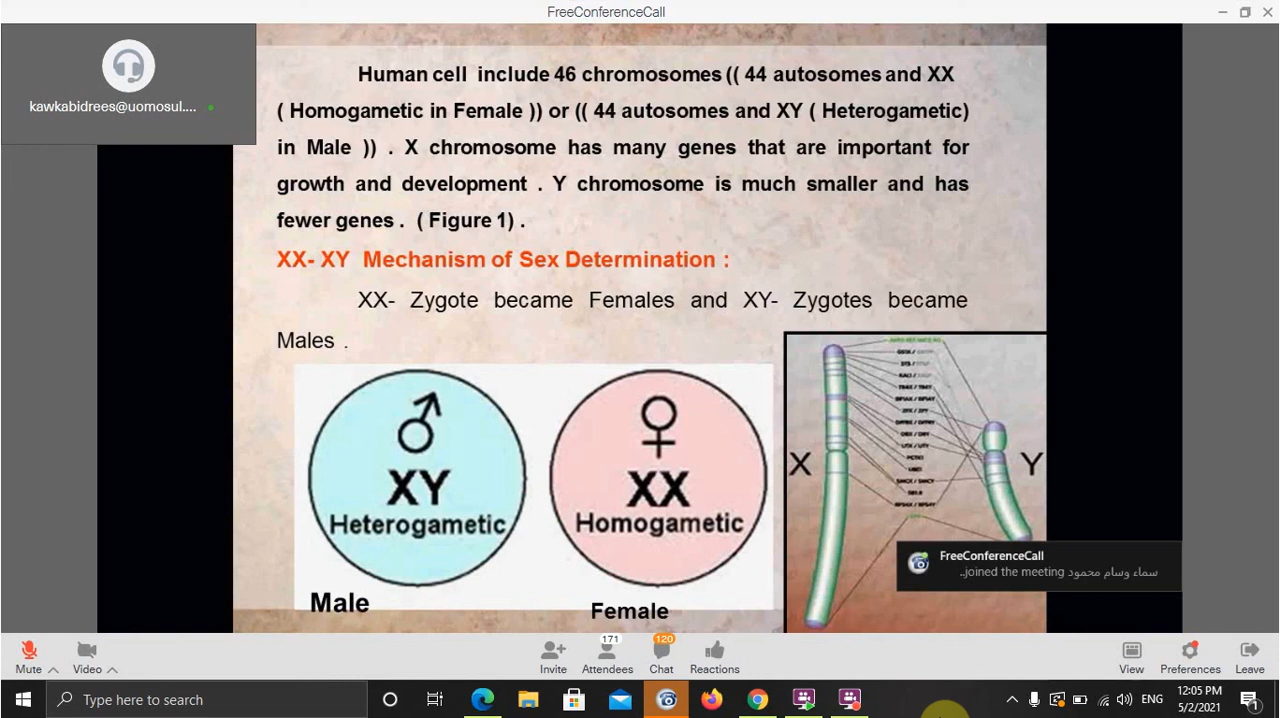 FreeConferenceCall
kawkabidrees@uomosul....
Human cell include 46 chromosomes (( 44 autosomes and XX
( Homogametic in Female )) or (( 44 autosomes and XY ( Heterogametic)
in Male )) . X chromosome has many genes that are important for
growth and development . Y chromosome is much smaller and has
fewer genes . ( Figure 1) .
XX- XY Mechanism of Sex Determination :
XX- Zygote became Females and XY- Zygotes became
Males .
XY
Heterogametic
Male
XX
Homogametic
Female
X
Y
FreeConferenceCall
..joined the meeting سماء وسام محمود
Mute
Video
Invite
171
Attendees
120
Chat
Reactions
View
Preferences
Leave
Type here to search
ENG
12:05 PM
5/2/2021
1